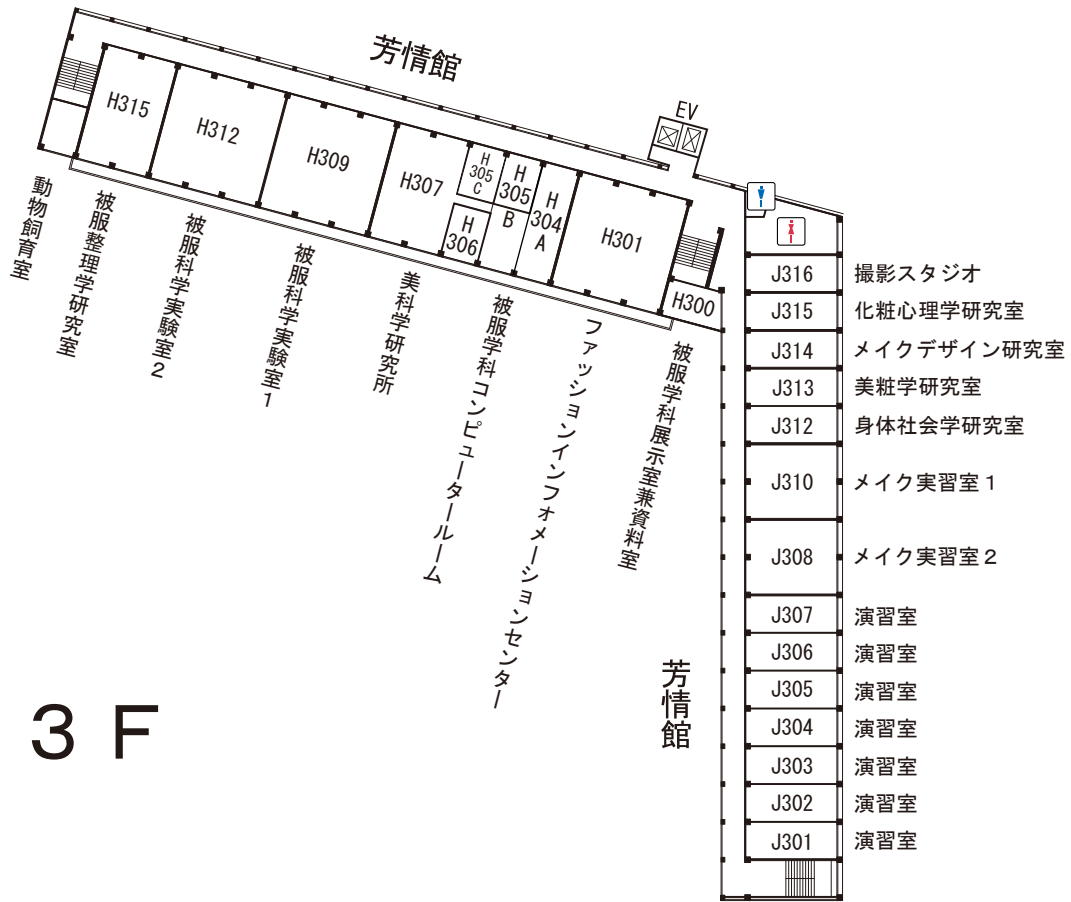 芳情館
EV
H315
H312
H309
H307
H
305
C
H
305
B
H
304
A
H
306
H301
H300
動物飼育室
被服整理学研究室
被服科学実験室2
被服科学実験室1
美科学研究所
被服学科コンピュータールーム
ファッションインフォメーションセンター
被服学科展示室兼資料室
J316 撮影スタジオ
J315 化粧心理学研究室
J314 メイクデザイン研究室
J313 美粧学研究室
J312 身体社会学研究室
J310 メイク実習室1
J308 メイク実習室2
J307 演習室
J306 演習室
J305 演習室
J304 演習室
J303 演習室
J302 演習室
J301 演習室
芳情館
3 F